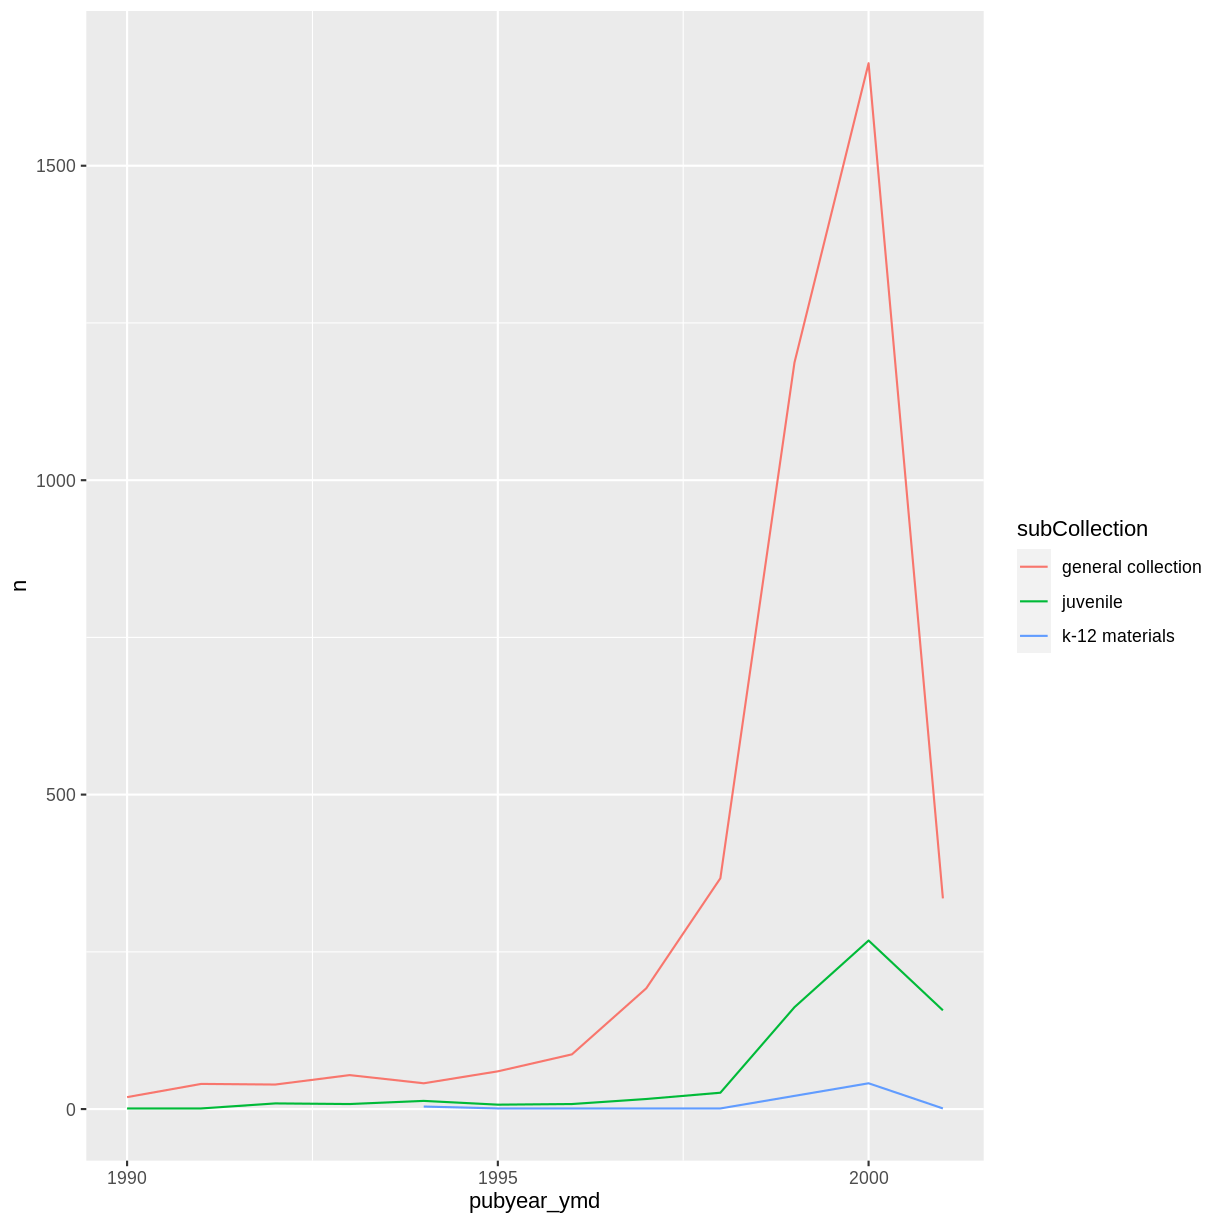 1500
1000
500
0
n
1990
1995
2000
pubyear_ymd
subCollection
general collection
juvenile
k-12 materials